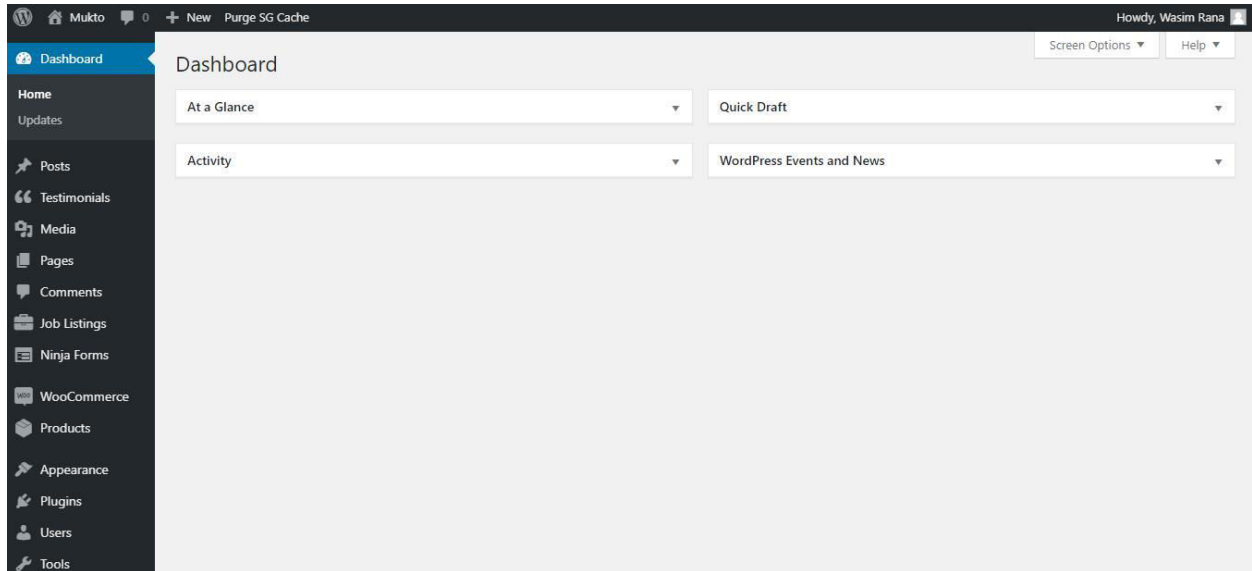 Mukto 0 New Purge SG Cache Howdy, Wasim Rana
Screen Options Help
Dashboard
Home
Updates
Posts
Testimonials
Media
Pages
Comments
Job Listings
Ninja Forms
WooCommerce
Products
Appearance
Plugins
Users
Tools
Dashboard
At a Glance
Quick Draft
Activity
WordPress Events and News